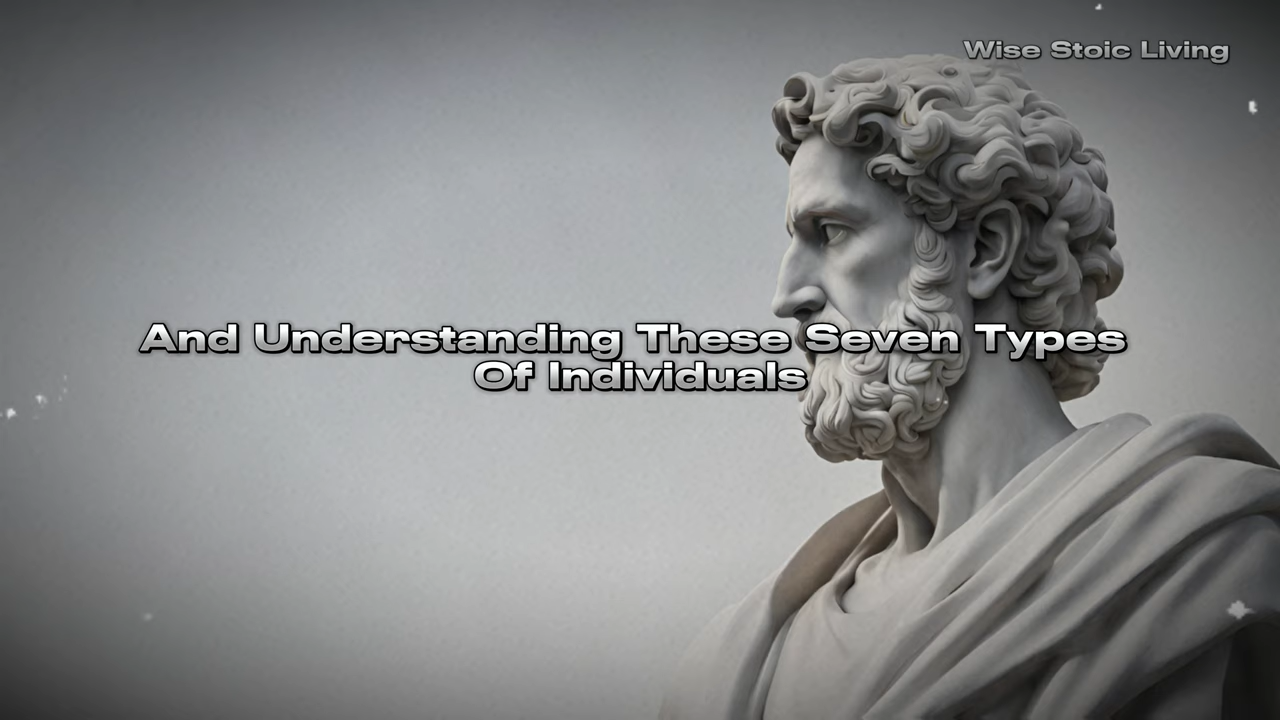 Wise Stoic Living
And Understanding These Seven Types
Of Individuals